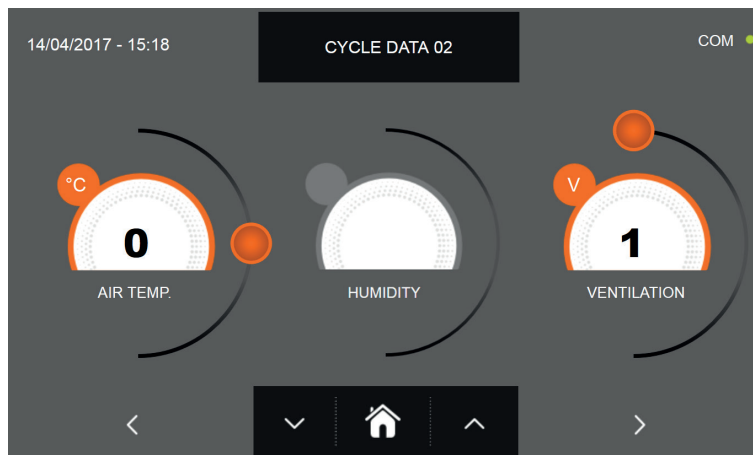 14/04/2017 - 15:18
CYCLE DATA 02
COM
°C
V
0
1
AIR TEMP.
HUMIDITY
VENTILATION